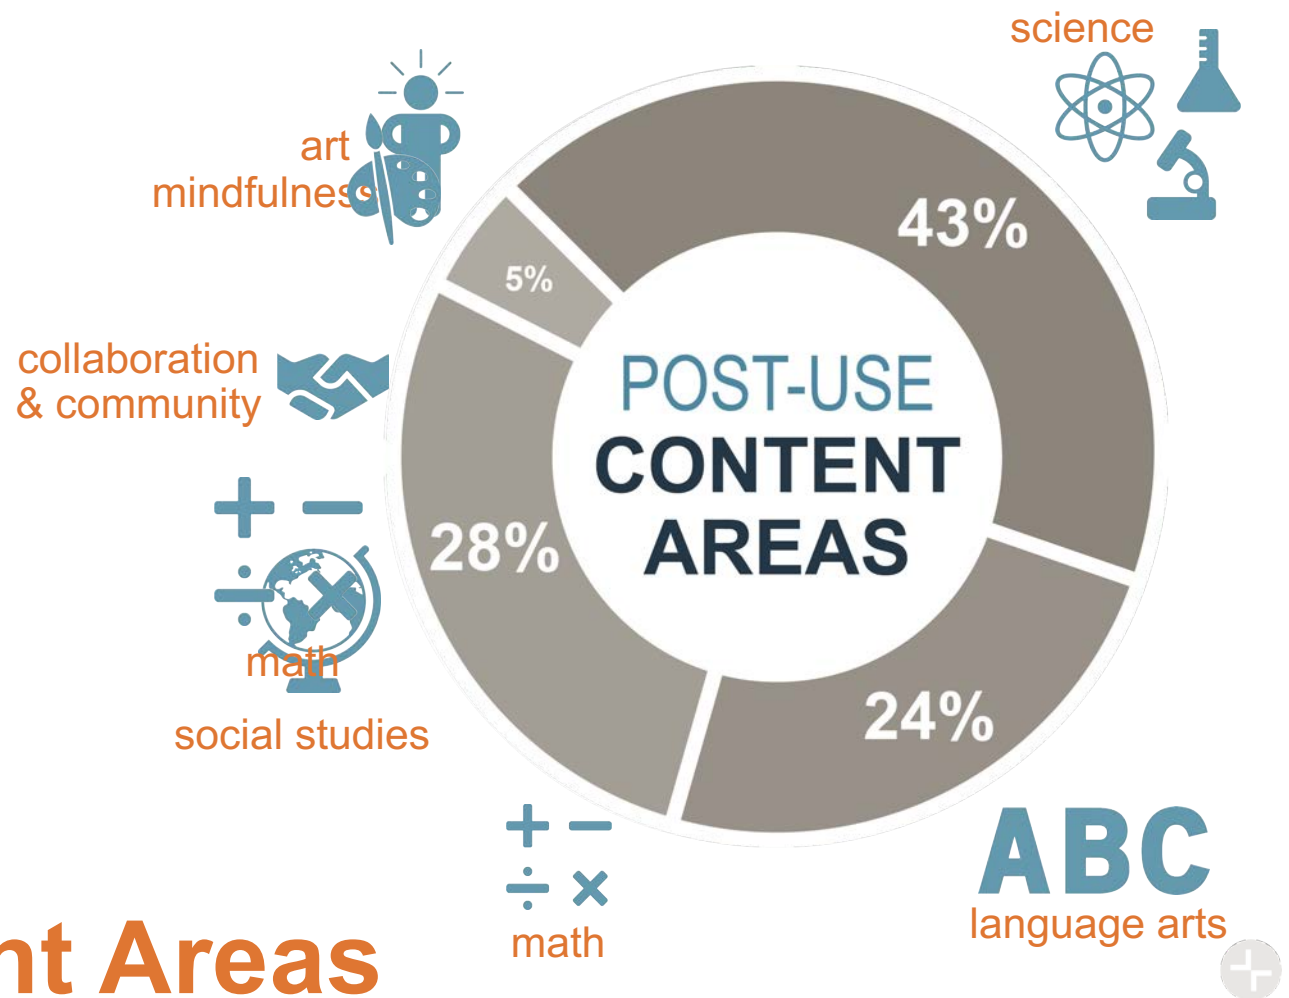 science
art
mindfulness
43%
5%
collaboration
& community
POST-USE
CONTENT
AREAS
28%
math
social studies
24%
ABC
language arts
math
nt Areas